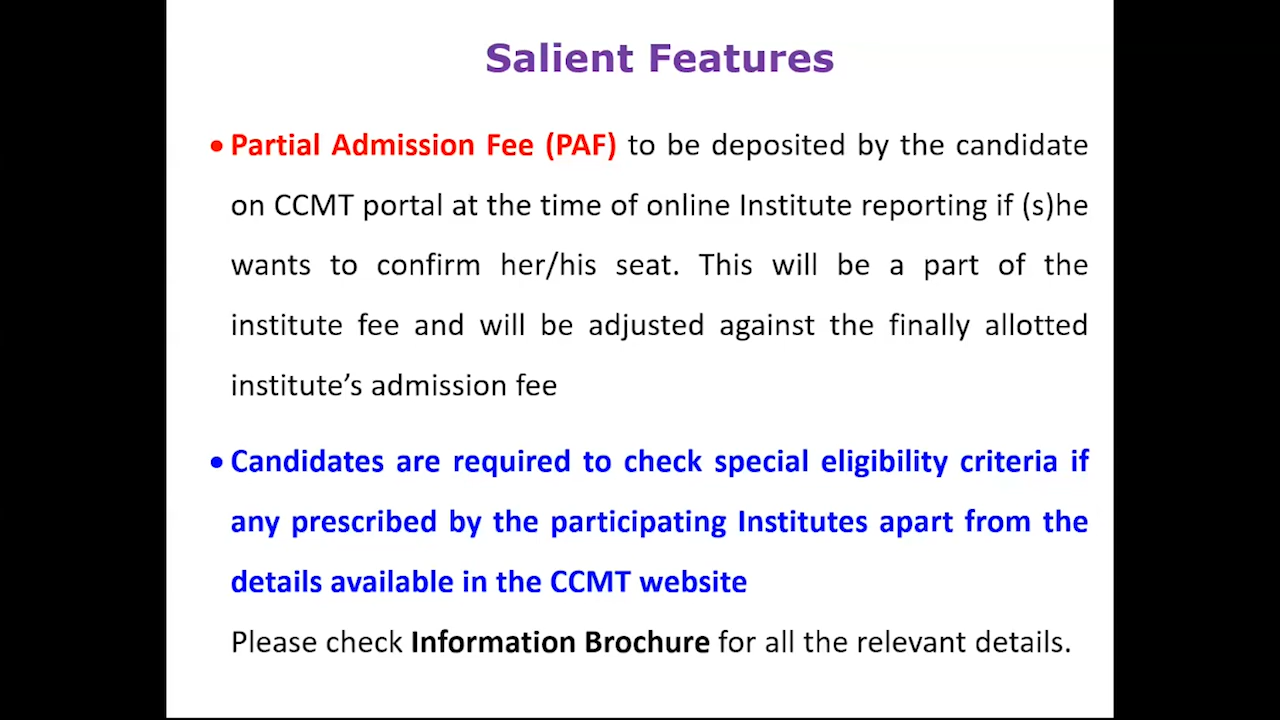 Salient Features
• Partial Admission Fee (PAF) to be deposited by the candidate
on CCMT portal at the time of online Institute reporting if (s)he
wants to confirm her/his seat. This will be a part of the
institute fee and will be adjusted against the finally allotted
institute’s admission fee
• Candidates are required to check special eligibility criteria if
any prescribed by the participating Institutes apart from the
details available in the CCMT website
Please check Information Brochure for all the relevant details.